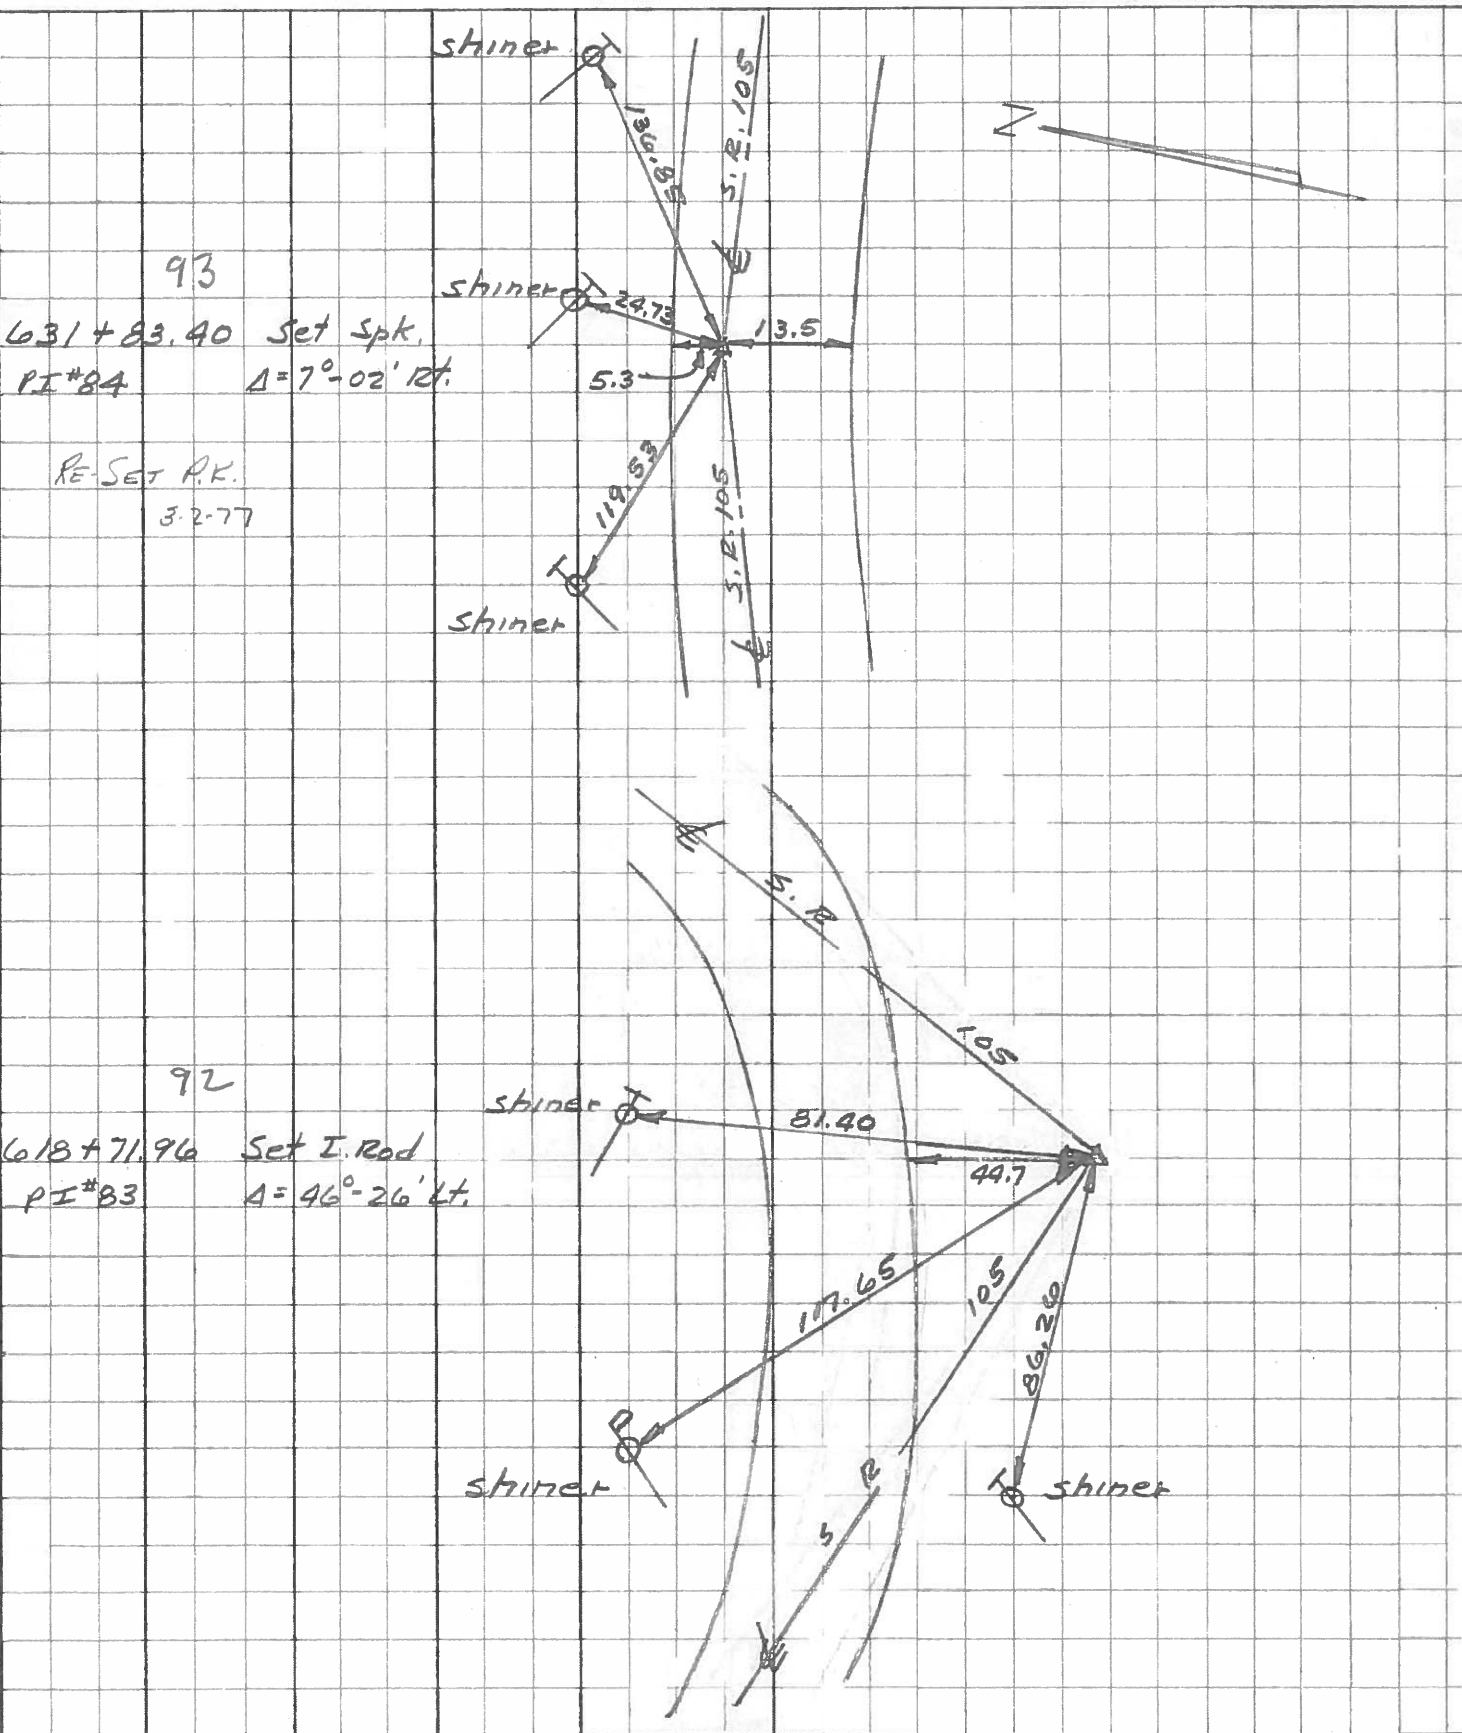 shiner
136.85
S.R. 105
℄
N
93
shiner
24.73
631+83.40 Set Spk.
13.5
PI #84 Δ=7°-02' Rt.
5.3
RE-SET P.K.
3-2-77
119.53
S.R. 105
℄
shiner
℄
S. R
105
92
shiner
81.40
618+71.96 Set I. Rod
44.7
PI #83 Δ=46°-26' Lt.
117.65
105
86.26
P
shiner
R
shiner
S
℄